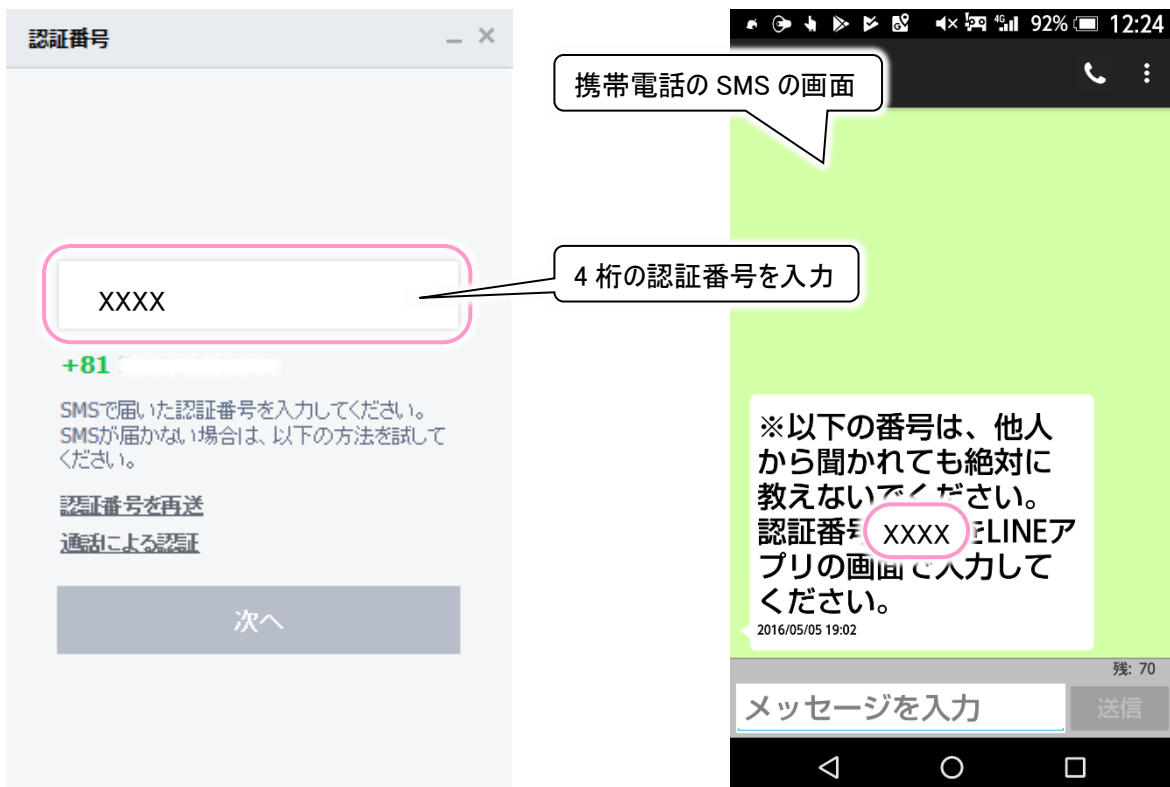 認証番号
XXXX
+81
SMSで届いた認証番号を入力してください。
SMSが届かない場合は、以下の方法を試して
ください。
認証番号を再送
通話による認証
次へ
携帯電話の SMS の画面
4 桁の認証番号を入力
4G 92% 12:24
※以下の番号は、他人
から聞かれても絶対に
教えないでください。
認証番号 XXXX をLINEア
プリの画面で入力して
ください。
2016/05/05 19:02
残: 70
メッセージを入力
送信